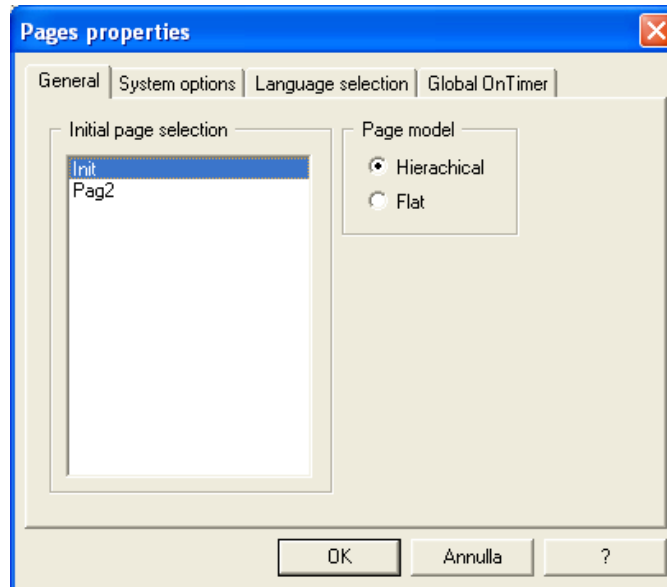 Pages properties
General System options Language selection Global OnTimer
Initial page selection
Init
Pag2
Page model
Hierachical
Flat
OK Annulla ?